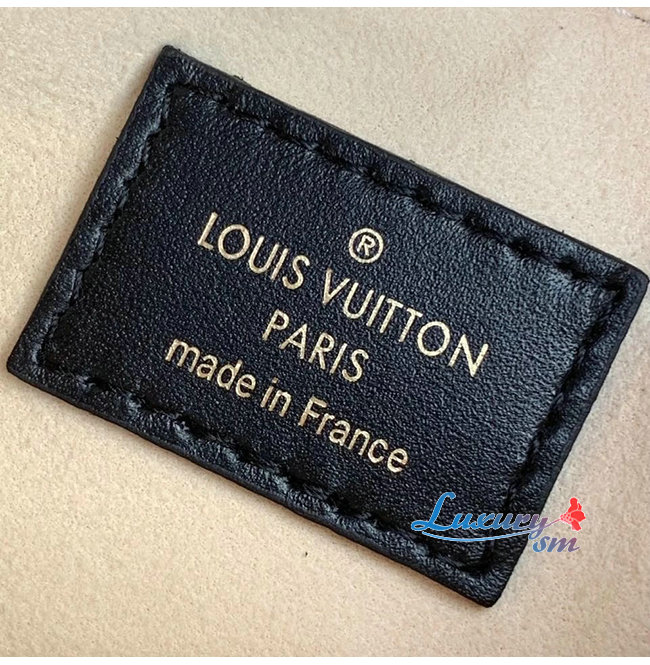 ®
LOUIS VUITTON
PARIS
made in France
Luxury
sm